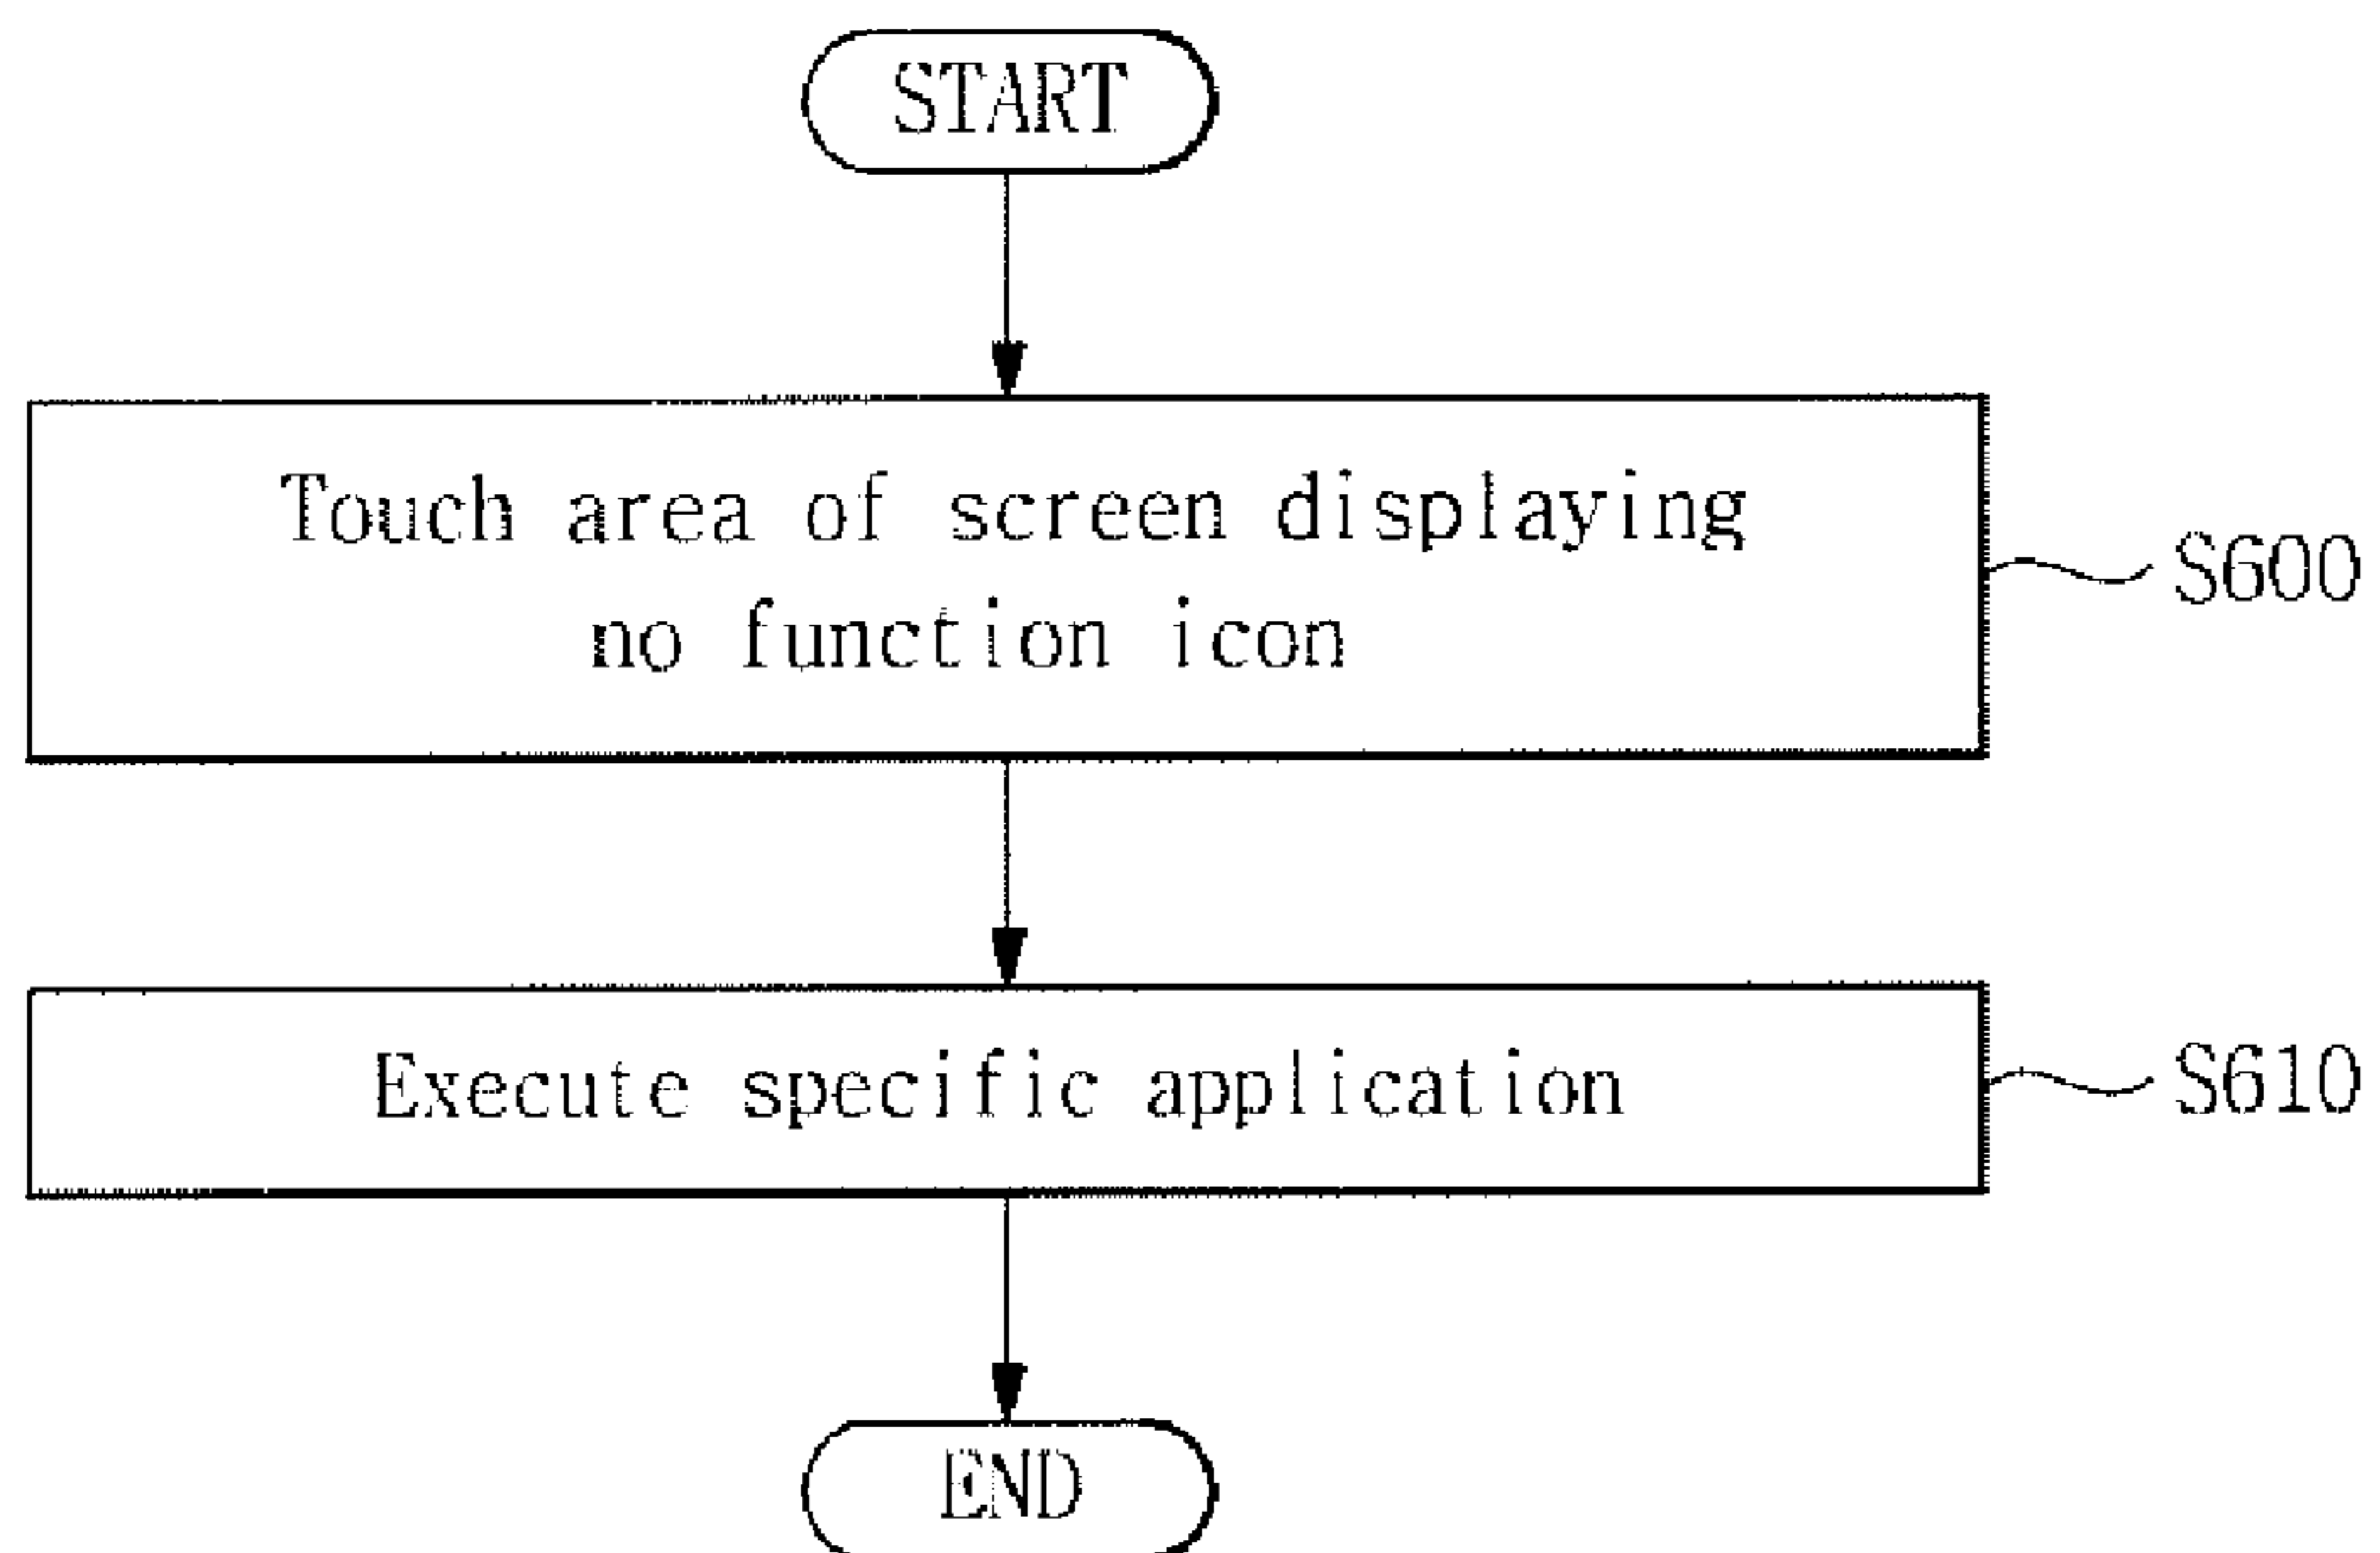 START
Touch area of screen displaying
no function icon
S600
Execute specific application
S610
END